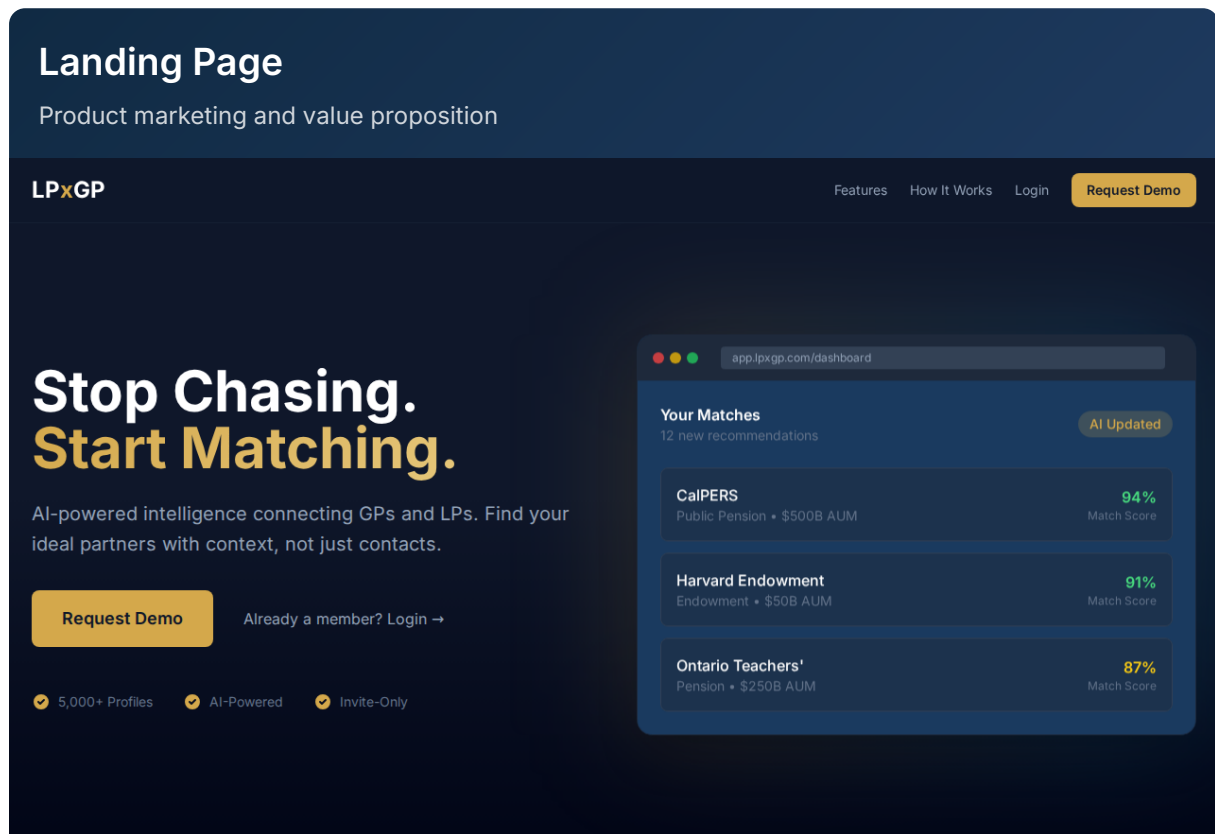 Landing Page
Product marketing and value proposition
LPxGP
Features
How It Works
Login
Request Demo
Stop Chasing.
Start Matching.
AI-powered intelligence connecting GPs and LPs. Find your
ideal partners with context, not just contacts.
Request Demo
Already a member? Login →
5,000+ Profiles
AI-Powered
Invite-Only
app.lpxgp.com/dashboard
Your Matches
12 new recommendations
AI Updated
CalPERS
Public Pension • $500B AUM
94%
Match Score
Harvard Endowment
Endowment • $50B AUM
91%
Match Score
Ontario Teachers'
Pension • $250B AUM
87%
Match Score